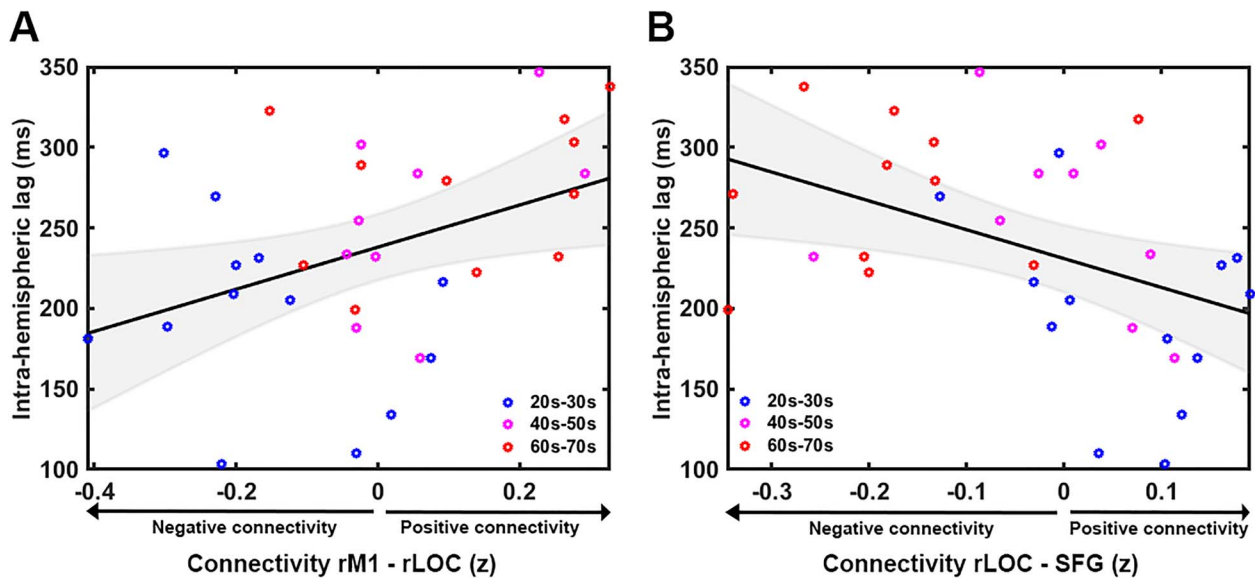 A
B
Intra-hemispheric lag (ms)
350
300
250
200
150
100
20s-30s
40s-50s
60s-70s
-0.4
-0.2
0
0.2
Negative connectivity
Positive connectivity
Connectivity rM1 - rLOC (z)
Intra-hemispheric lag (ms)
350
300
250
200
150
100
20s-30s
40s-50s
60s-70s
-0.3
-0.2
-0.1
0
0.1
Negative connectivity
Positive connectivity
Connectivity rLOC - SFG (z)